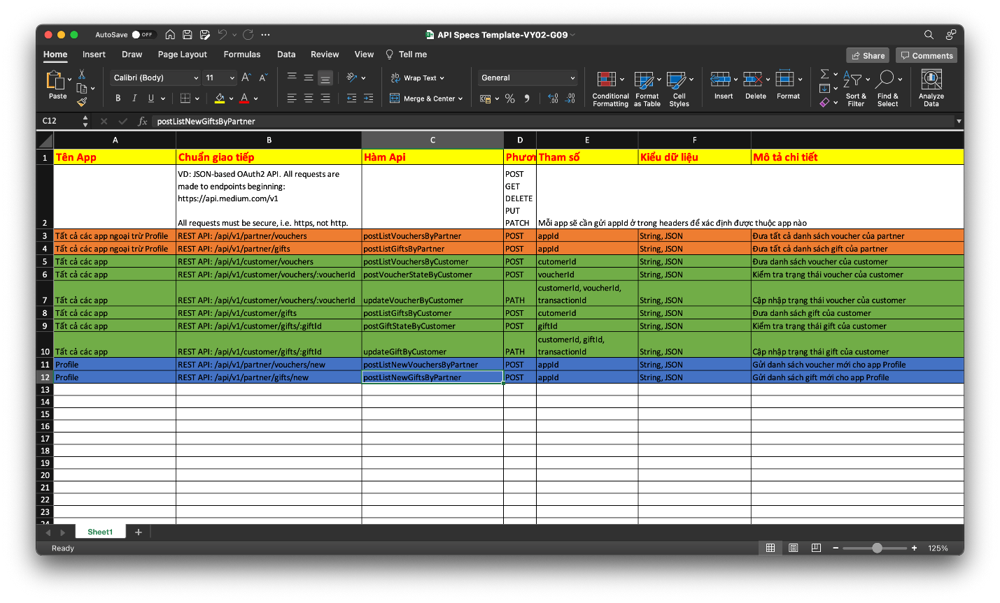 AutoSave OFF API Specs Template-VY02-G09
Home Insert Draw Page Layout Formulas Data Review View Tell me Share Comments
Paste Calibri (Body) 11 Wrap Text General
B I U Merge & Center
Conditional Formatting Format as Table Cell Styles Insert Delete Format Sort & Filter Find & Select Analyze Data
C12 fx postListNewGiftsByPartner
A B C D E F
1 Tên App Chuẩn giao tiếp Hàm Api Phươn Tham số Kiểu dữ liệu Mô tả chi tiết
VD: JSON-based OAuth2 API. All requests are
made to endpoints beginning:
https://api.medium.com/v1
All requests must be secure, i.e. https, not http.
POST
GET
DELETE
PUT
PATCH
2 Mỗi app sẽ cần gửi appId ở trong headers để xác định được thuộc app nào
3 Tất cả các app ngoại trừ Profile REST API: /api/v1/partner/vouchers postListVouchersByPartner POST appId String, JSON Đưa tất cả danh sách voucher của partner
4 Tất cả các app ngoại trừ Profile REST API: /api/v1/partner/gifts postListGiftsByPartner POST appId String, JSON Đưa tất cả danh sách gift của partner
5 Tất cả các app REST API: /api/v1/customer/vouchers postListVouchersByCustomer POST cutomerId String, JSON Đưa danh sách voucher của customer
6 Tất cả các app REST API: /api/v1/customer/vouchers/:voucherId postVoucherStateByCustomer POST voucherId String, JSON Kiểm tra trạng thái voucher của customer
customerId, voucherId,
7 Tất cả các app REST API: /api/v1/customer/vouchers/:voucherId updateVoucherByCustomer PATH transactionId String, JSON Cập nhập trạng thái voucher của customer
8 Tất cả các app REST API: /api/v1/customer/gifts postListGiftsByCustomer POST cutomerId String, JSON Đưa danh sách gift của customer
9 Tất cả các app REST API: /api/v1/customer/gifts/:giftId postGiftStateByCustomer POST giftId String, JSON Kiểm tra trạng thái gift của customer
customerId, giftId,
10 Tất cả các app REST API: /api/v1/customer/gifts/:giftId updateGiftByCustomer PATH transactionId String, JSON Cập nhập trạng thái gift của customer
11 Profile REST API: /api/v1/partner/vouchers/new postListNewVouchersByPartner POST appId String, JSON Gửi danh sách voucher mới cho app Profile
12 Profile REST API: /api/v1/partner/gifts/new postListNewGiftsByPartner POST appId String, JSON Gửi danh sách gift mới cho app Profile
13
14
15
16
17
18
19
20
21
22
23
24
Sheet1
Ready 125%